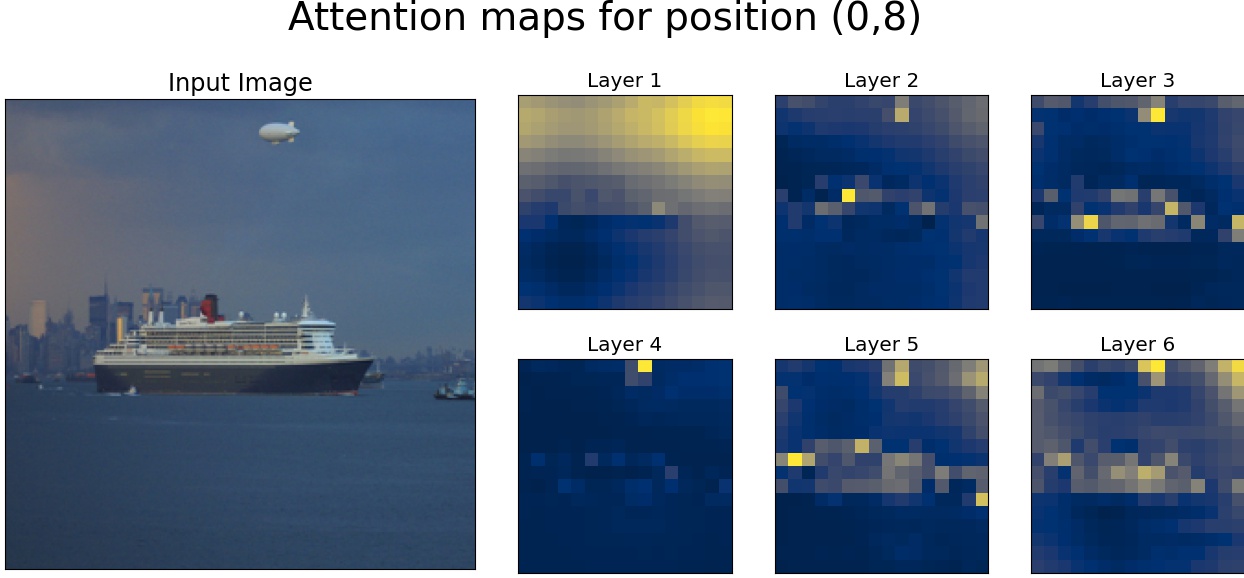 Attention maps for position (0,8)
Input Image
Layer 1
Layer 2
Layer 3
Layer 4
Layer 5
Layer 6